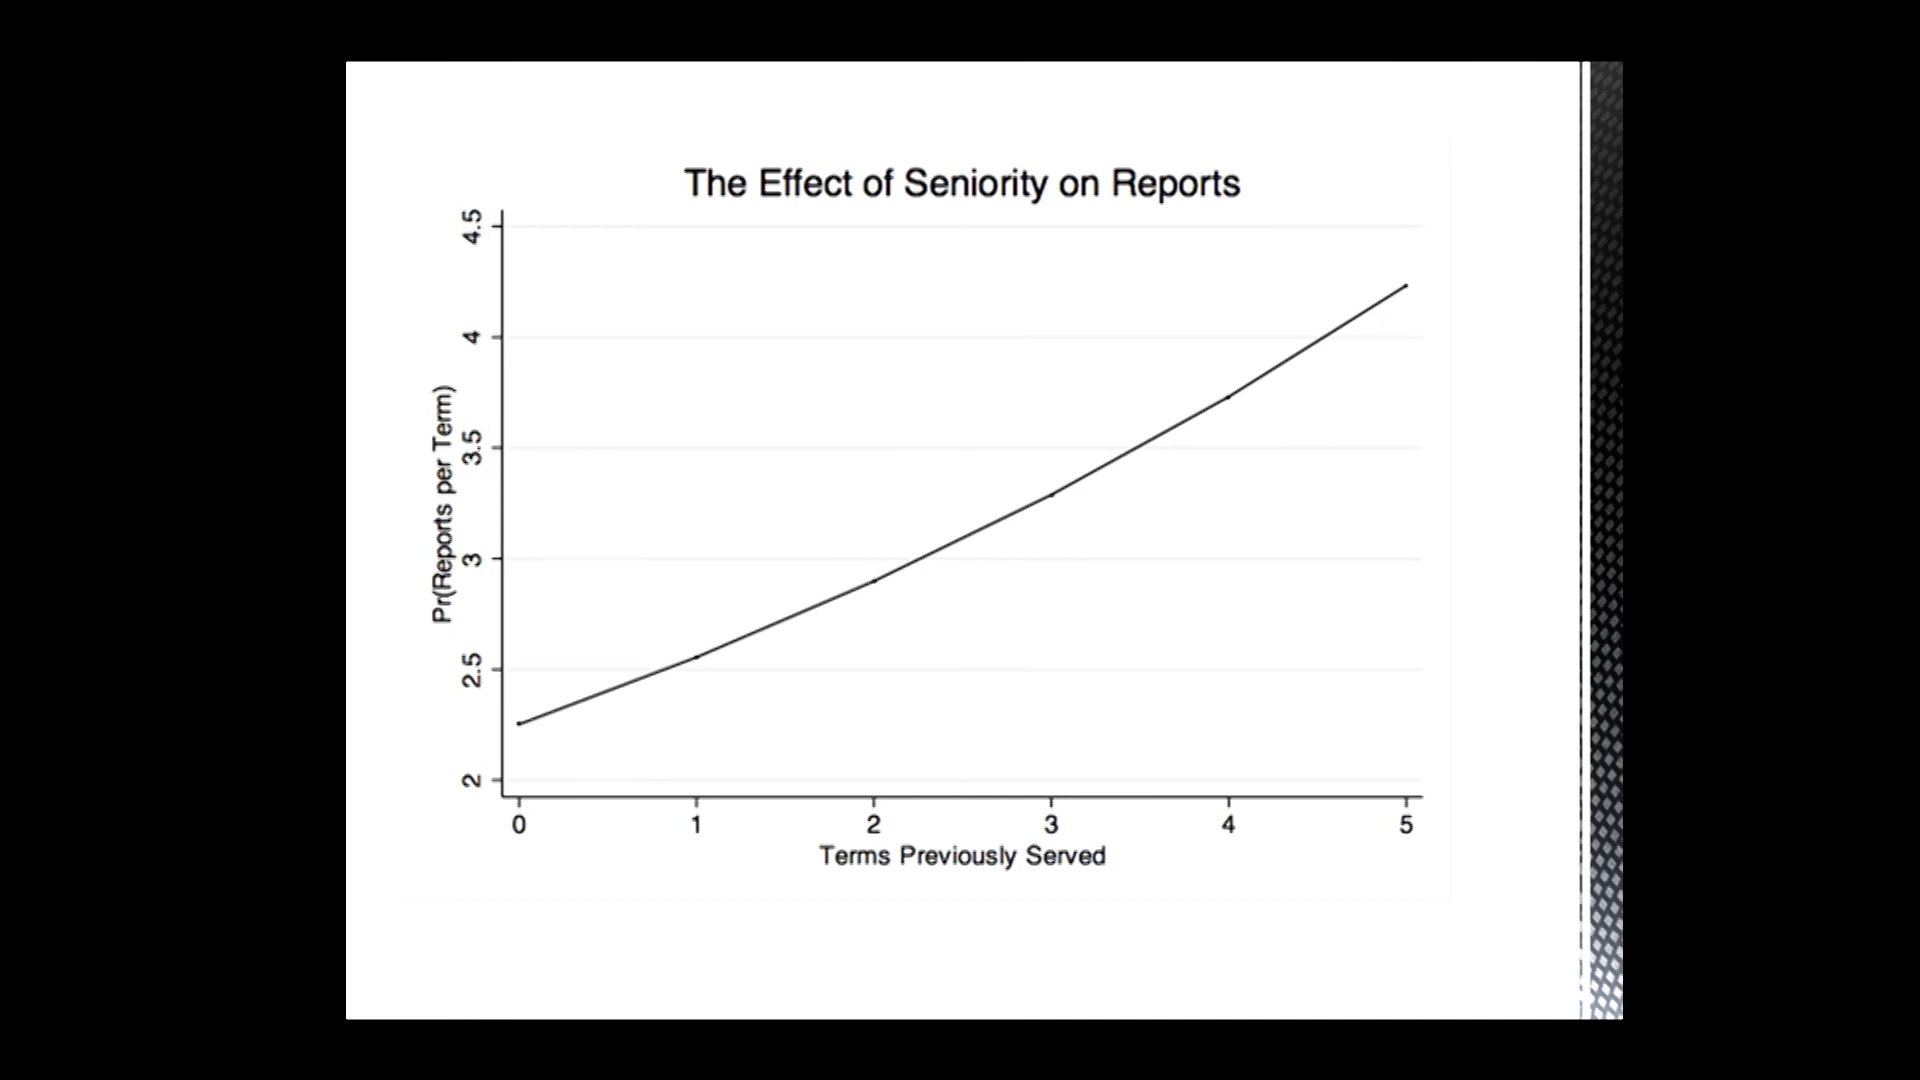 The Effect of Seniority on Reports
4.5
4
3.5
3
2.5
2
Pr(Reports per Term)
0 1 2 3 4 5
Terms Previously Served